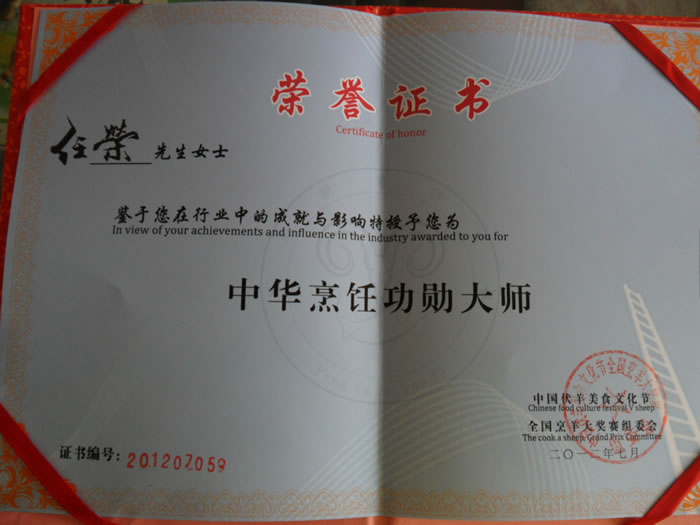 荣誉证书
Certificate of honor
任榮 先生女士
鉴于您在行业中的成就与影响特授予您为
In view of your achievements and influence in the industry awarded to you for
中华烹饪功勋大师
中国伏羊美食文化节
Chinese food culture festival V sheep
全国烹羊大奖赛组委会
The cook a sheep Grand Prix Committee
二〇一二年七月
证书编号：201207059